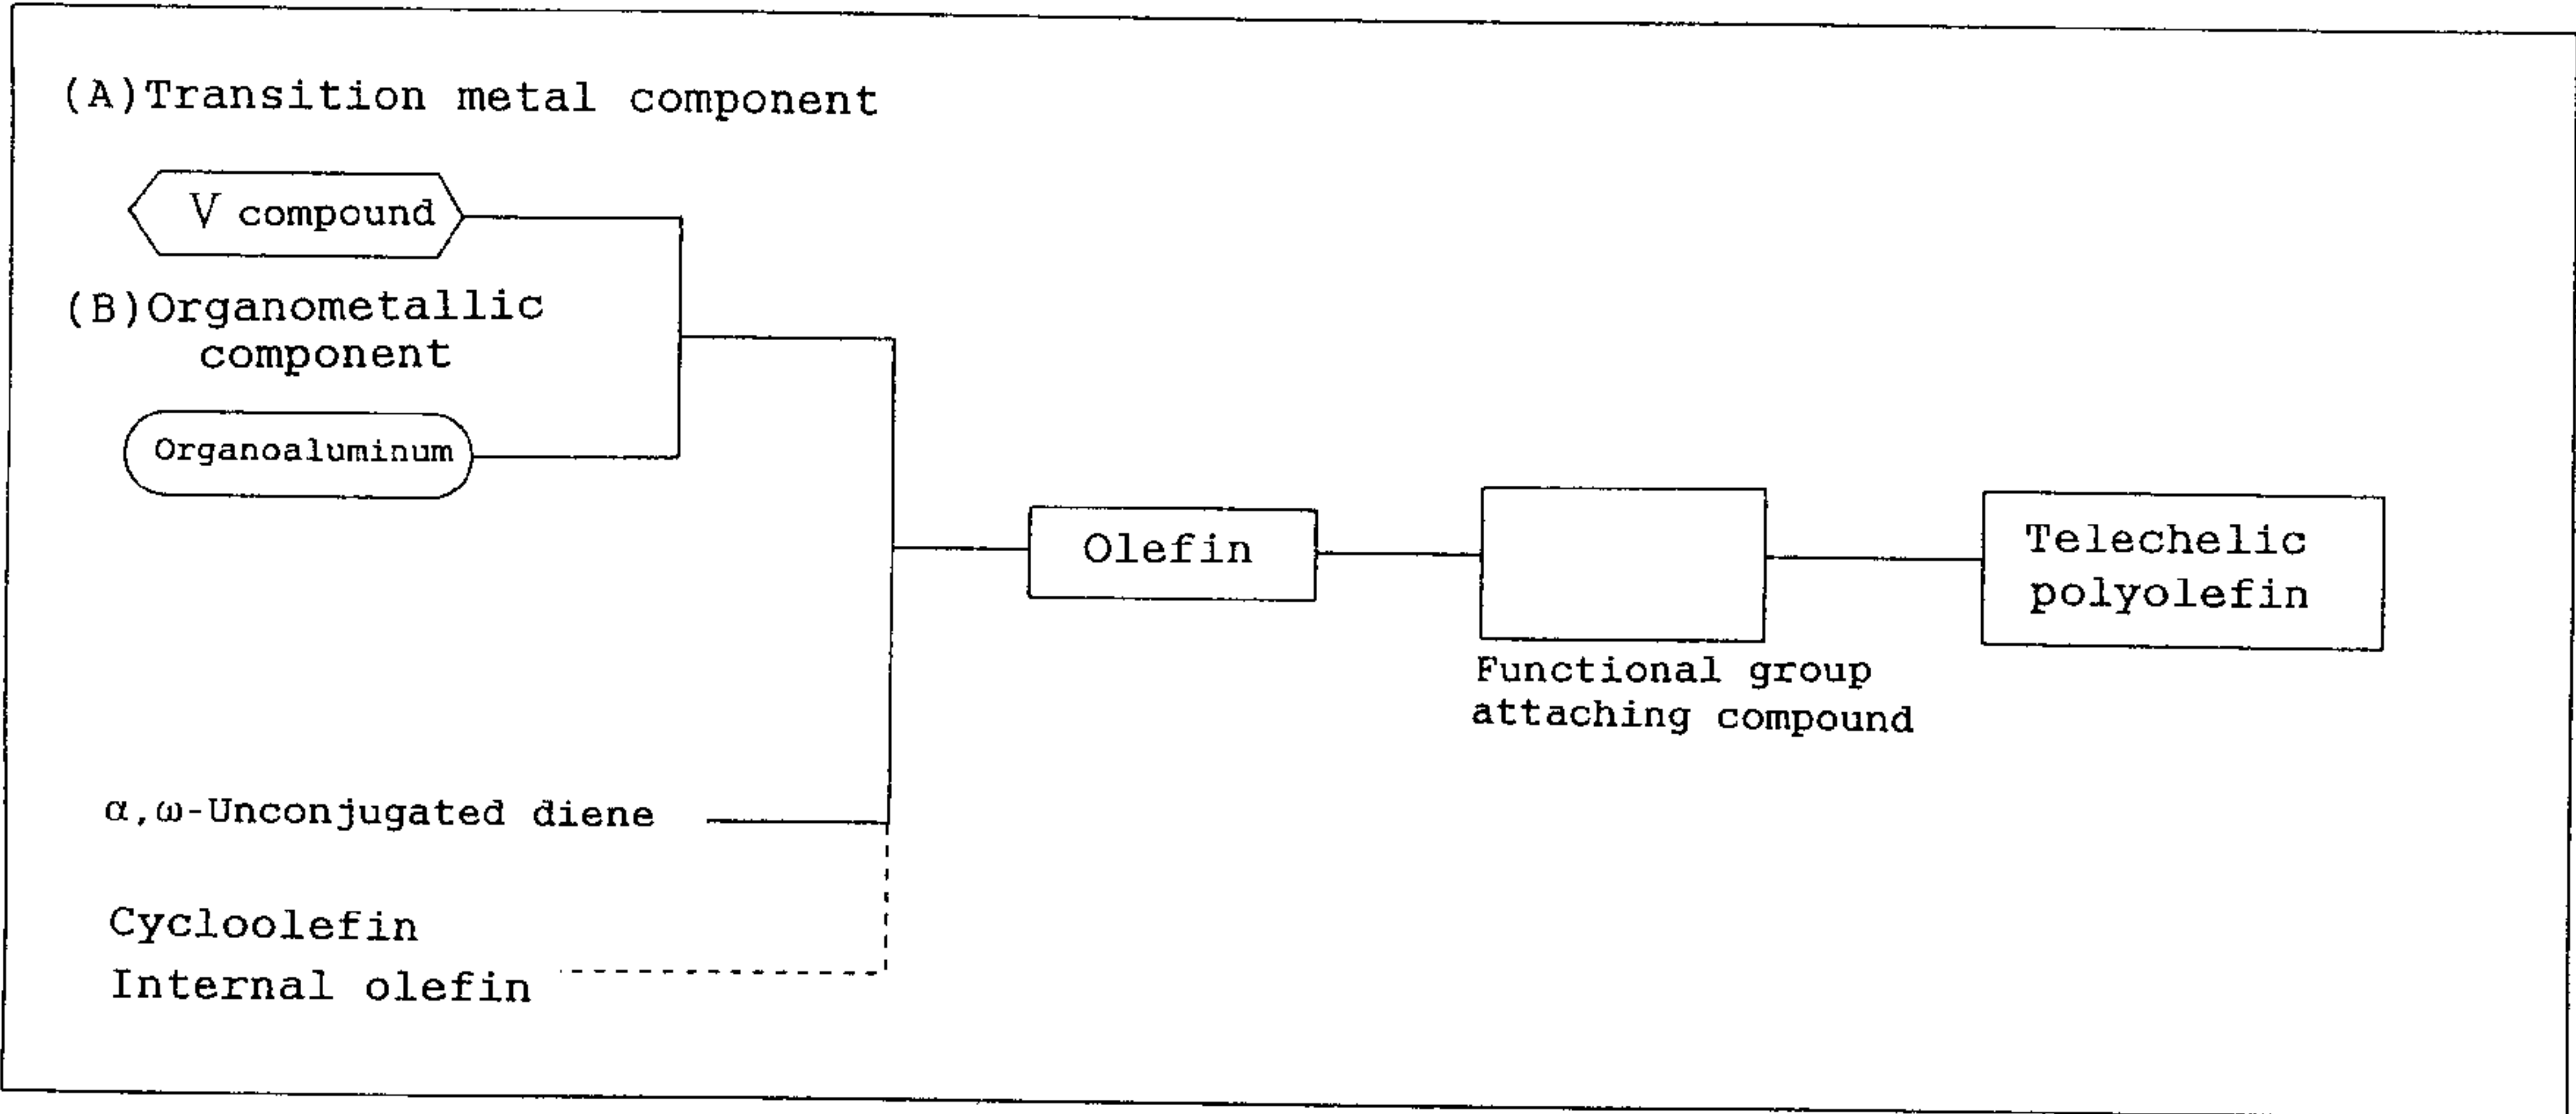 (A)Transition metal component
V compound
(B)Organometallic
component
Organoaluminum
Olefin
Telechelic
polyolefin
Functional group
attaching compound
α,ω-Unconjugated diene
Cycloolefin
Internal olefin